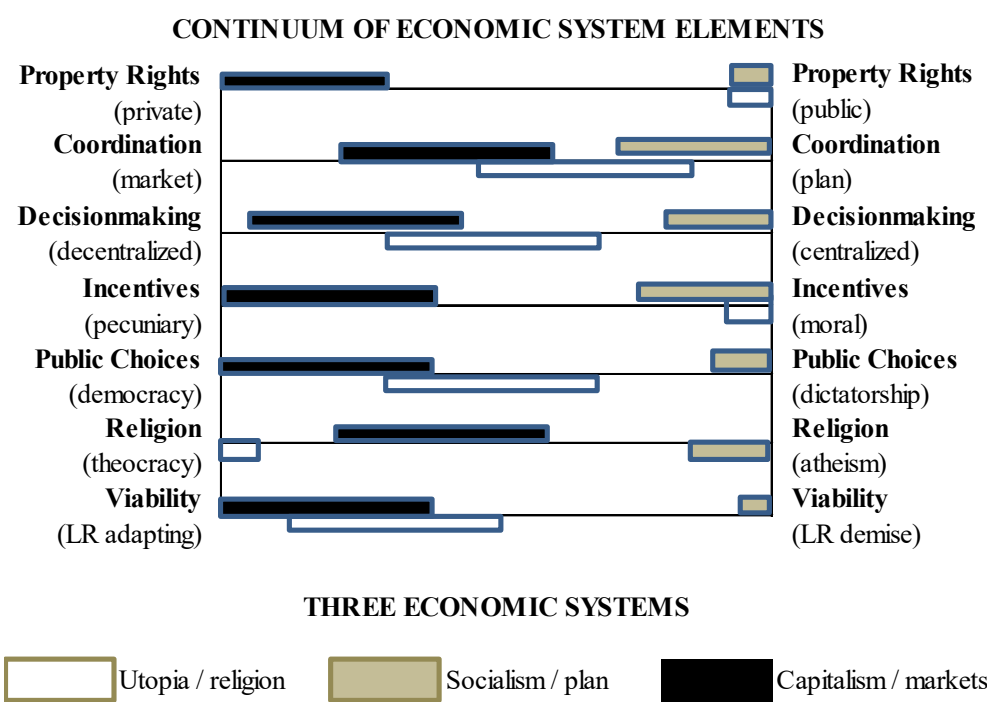 CONTINUUM OF ECONOMIC SYSTEM ELEMENTS
Property Rights
(private)
Property Rights
(public)
Coordination
(market)
Coordination
(plan)
Decisionmaking
(decentralized)
Decisionmaking
(centralized)
Incentives
(pecuniary)
Incentives
(moral)
Public Choices
(democracy)
Public Choices
(dictatorship)
Religion
(theocracy)
Religion
(atheism)
Viability
(LR adapting)
Viability
(LR demise)
THREE ECONOMIC SYSTEMS
Utopia / religion
Socialism / plan
Capitalism / markets